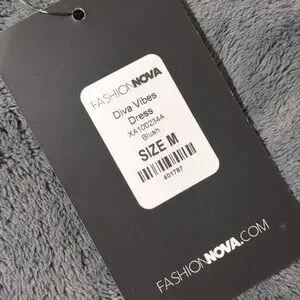 FASHIONNOVA
Diva Vibes
Dress
XA100234A
Blush
SIZE M
401787
FASHIONNOVA.COM